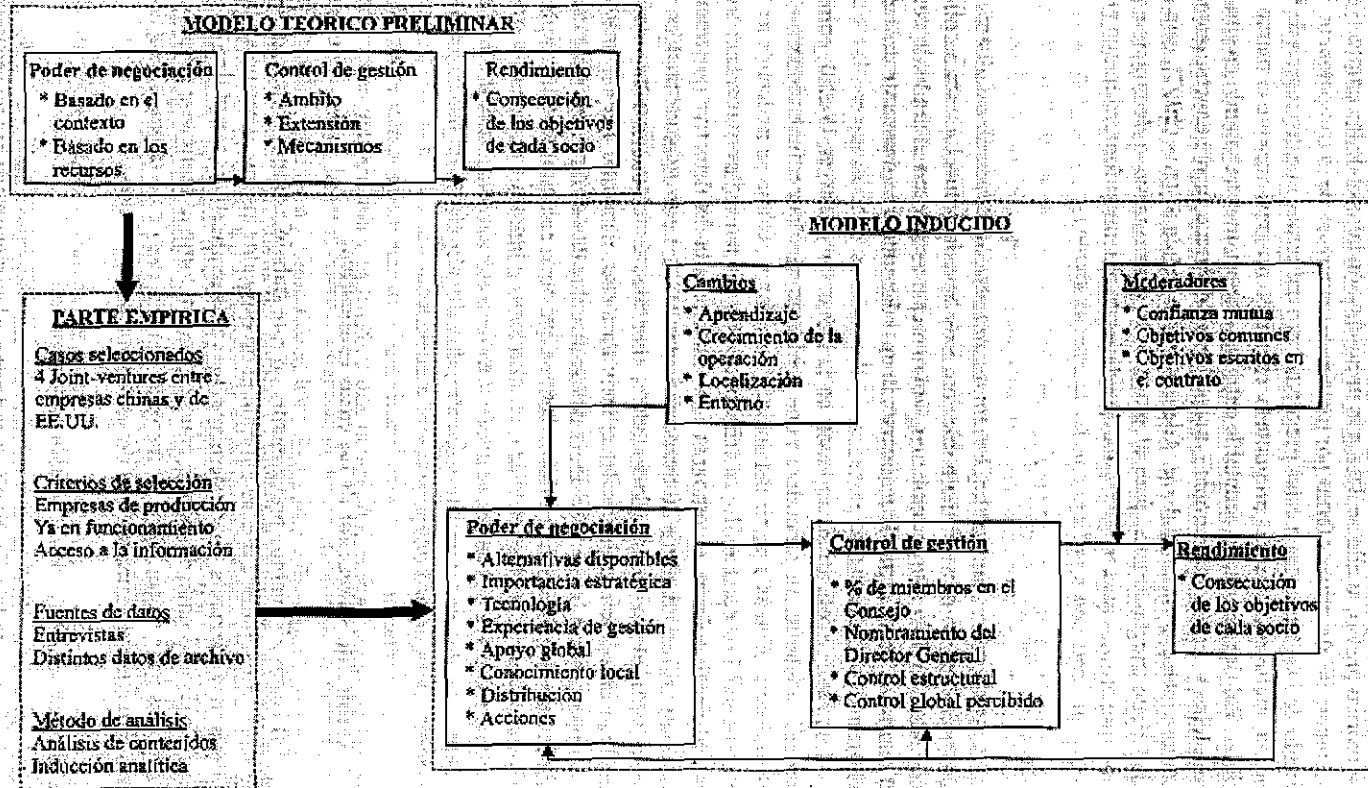 MODELO TEORICO PRELIMINAR
Poder de negociación
* Basado en el
contexto
* Basado en los
recursos
Control de gestión
* Ambito
* Extensión
* Mecanismos
Rendimiento
* Consecución
de los objetivos
de cada socio
PARTE EMPIRICA
Casos seleccionados
4 Joint-ventures entre
empresas chinas y de
EE.UU.
Criterios de selección
Empresas de producción
Ya en funcionamiento
Acceso a la información
Fuentes de datos
Entrevistas
Distintos datos de archivo
Método de análisis
Análisis de contenidos
Inducción analítica
MODELO INDUCIDO
Cambios
* Aprendizaje
* Crecimiento de la
operación
* Localización
* Entorno
Moderadores
* Confianza mutua
* Objetivos comunes
* Objetivos escritos en
el contrato
Poder de negociación
* Alternativas disponibles
* Importancia estratégica
* Tecnología
* Experiencia de gestión
* Apoyo global
* Conocimiento local
* Distribución
* Acciones
Control de gestión
* % de miembros en el
Consejo
* Nombramiento del
Director General
* Control estructural
* Control global percibido
Rendimiento
* Consecución
de los objetivos
de cada socio